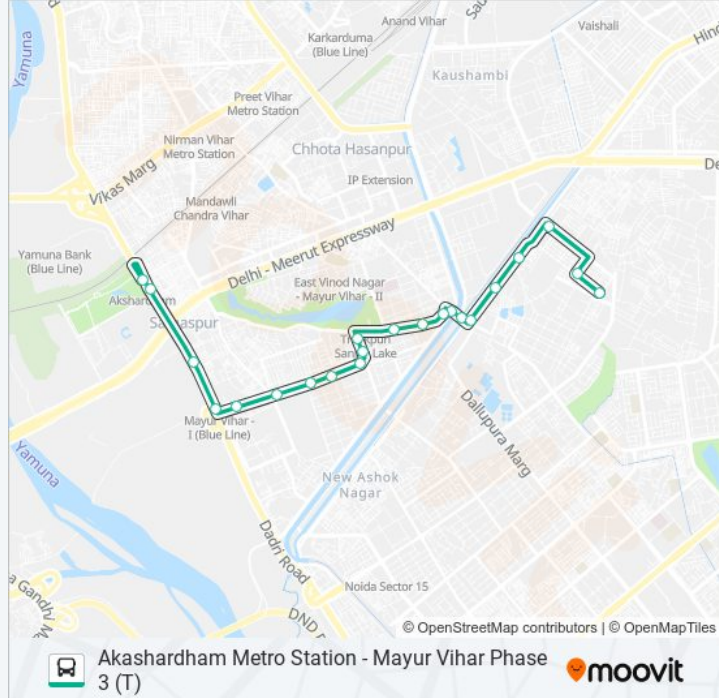 Yamuna
Anand Vihar
Karkarduma
(Blue Line)
Vaishali
Kaushambi
Preet Vihar
Metro Station
Nirman Vihar
Metro Station
Chhota Hasanpur
IP Extension
Vikas Marg
Mandawli
Chandra Vihar
Yamuna Bank
(Blue Line)
Delhi - Meerut Expressway
East Vinod Nagar
- Mayur Vihar - II
Mayur Vihar -
I (Blue Line)
Dallupura Marg
Yamuna
New Ashok
Nagar
Dadri Road
Noida Sector 15
a Gandhi
DND
© OpenStreetMap contributors | © OpenMapTiles
Akashardham Metro Station - Mayur Vihar Phase
3 (T)
moovit